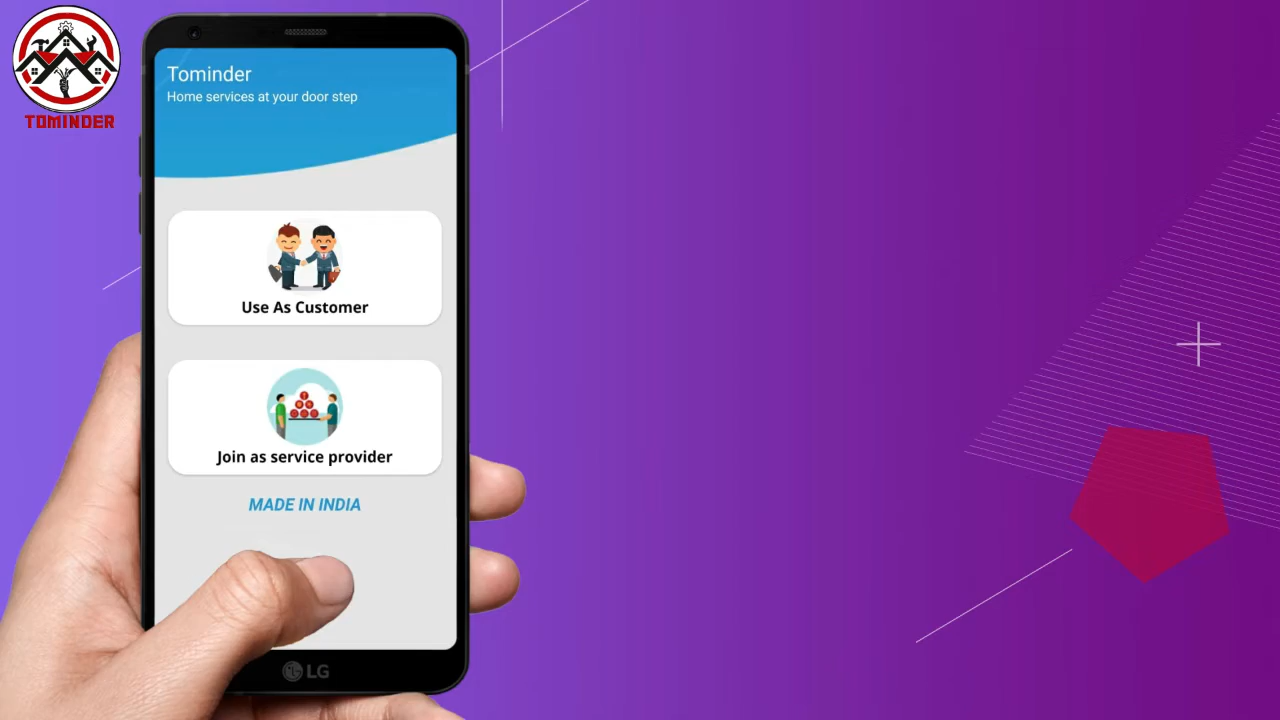 TOMINDER
Tominder
Home services at your door step
Use As Customer
Join as service provider
MADE IN INDIA
LG